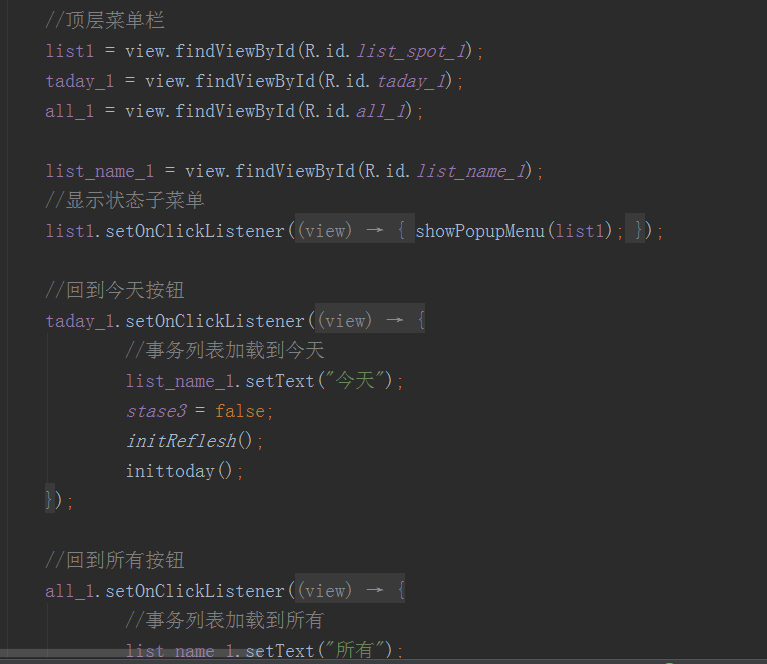 //顶层菜单栏
list1 = view.findViewById(R.id.list_spot_1);
taday_1 = view.findViewById(R.id.taday_1);
all_1 = view.findViewById(R.id.all_1);
list_name_1 = view.findViewById(R.id.list_name_1);
//显示状态子菜单
list1.setOnClickListener((view) → { showPopupMenu(list1); });
//回到今天按钮
taday_1.setOnClickListener((view) → {
//事务列表加载到今天
list_name_1.setText("今天");
stase3 = false;
initReflesh();
inittoday();
});
//回到所有按钮
all_1.setOnClickListener((view) → {
//事务列表加载到所有
list_name_1.setText("所有");